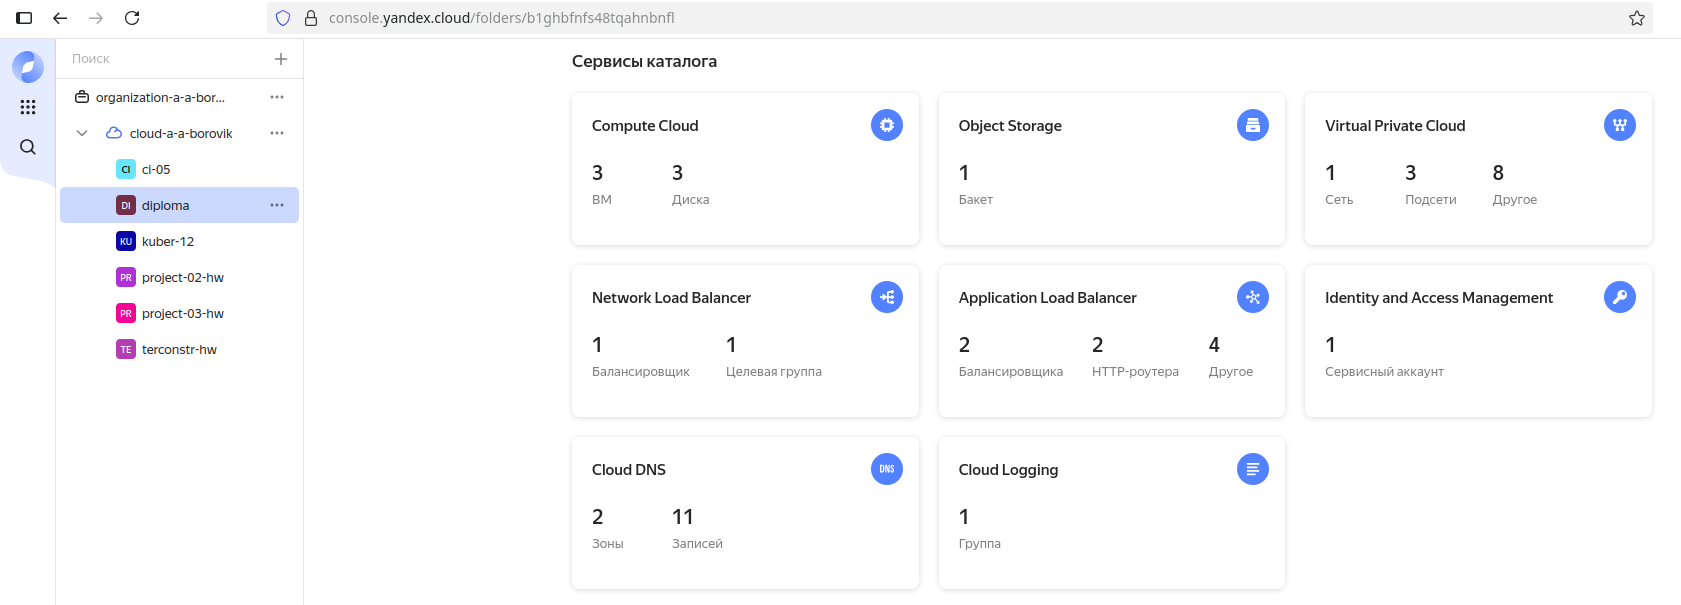 console.yandex.cloud/folders/b1ghbfnfs48tqahnbnfl
Поиск
organization-a-a-bor...
cloud-a-a-borovik
CI ci-05
DI diploma
KU kuber-12
PR project-02-hw
PR project-03-hw
TE terconstr-hw
Сервисы каталога
Compute Cloud
3 3
ВМ Диска
Object Storage
1
Бакет
Virtual Private Cloud
1 3 8
Сеть Подсети Другое
Network Load Balancer
1 1
Балансировщик Целевая группа
Application Load Balancer
2 2 4
Балансировщика HTTP-роутера Другое
Identity and Access Management
1
Сервисный аккаунт
Cloud DNS
DNS
2 11
Зоны Записей
Cloud Logging
1
Группа